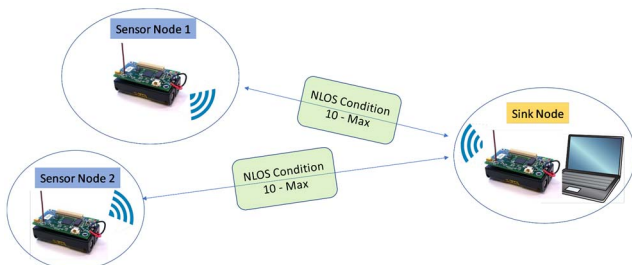 Sensor Node 1
NLOS Condition
10 - Max
Sink Node
Sensor Node 2
NLOS Condition
10 - Max